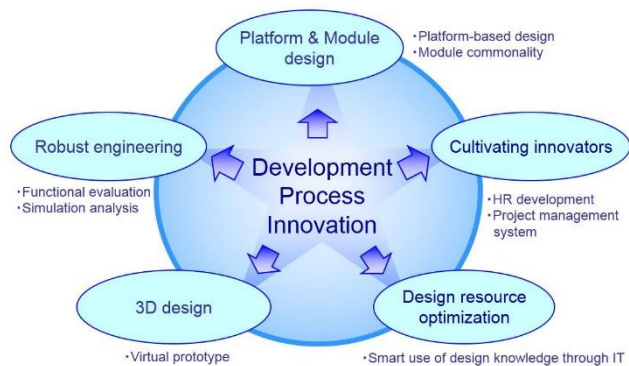 Platform & Module
design
・Platform-based design
・Module commonality
Robust engineering
・Functional evaluation
・Simulation analysis
Development
Process
Innovation
Cultivating innovators
・HR development
・Project management
system
3D design
・Virtual prototype
Design resource
optimization
・Smart use of design knowledge through IT